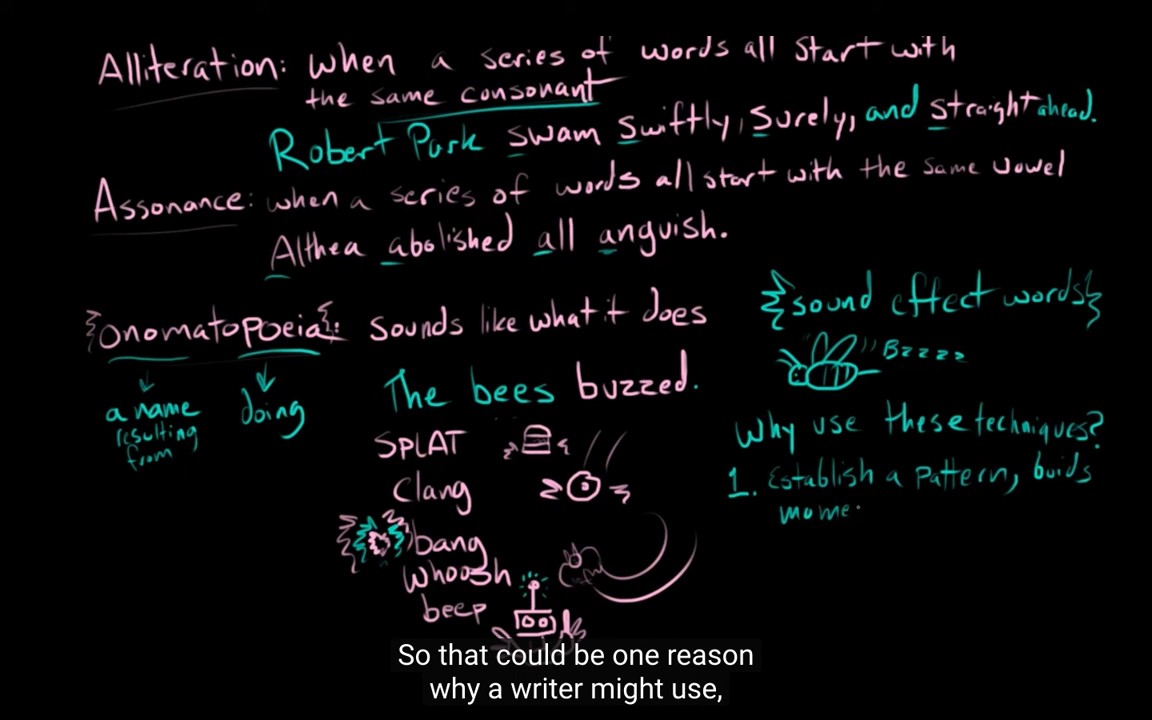 Alliteration: when a series of words all start with
the same consonant
Robert Park swam swiftly, surely, and straight ahead.
Assonance: when a series of words all start with the same vowel
Althea abolished all anguish.
onomatopoeia: sounds like what it does
sound effect words
Bzzzz
a name
resulting
from
doing
The bees buzzed.
SPLAT
Clang
bang
whoosh
beep
Why use these techniques?
1. Establish a pattern, buids
mome
So that could be one reason
why a writer might use,